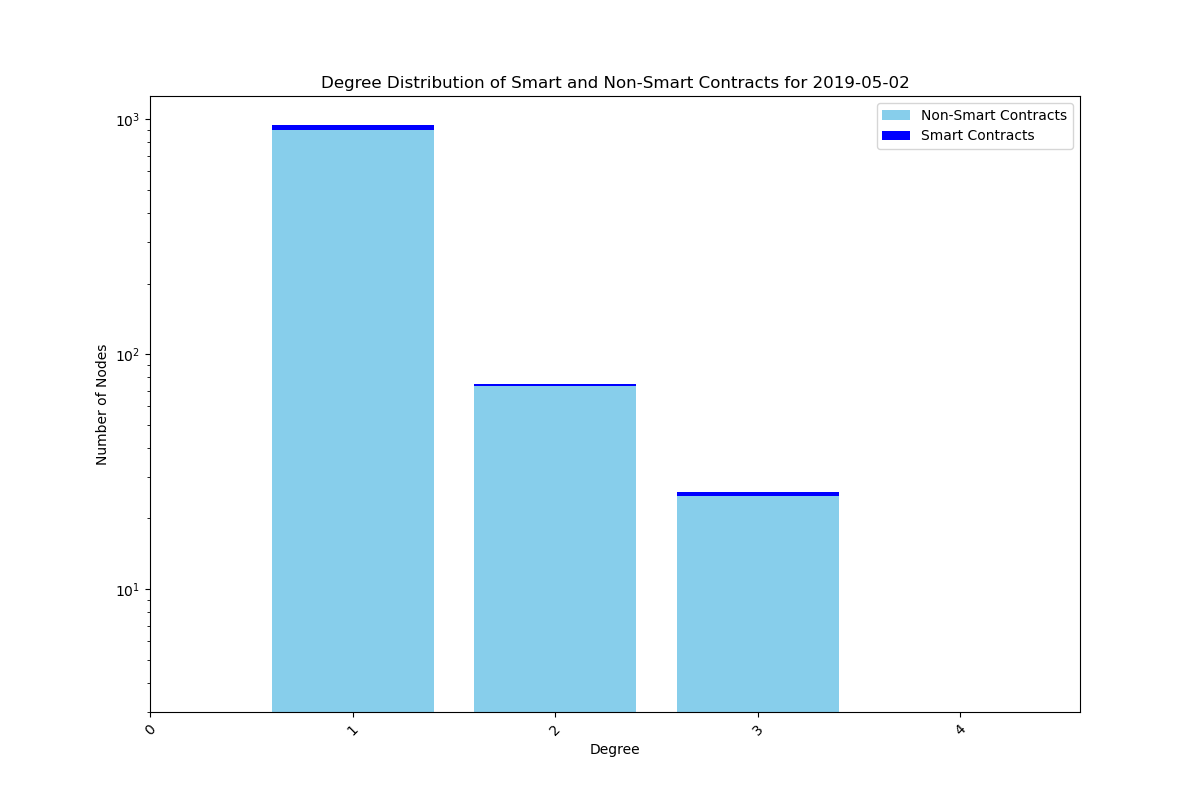 Degree Distribution of Smart and Non-Smart Contracts for 2019-05-02
Non-Smart Contracts
Smart Contracts
Number of Nodes
10³
10²
10¹
0 1 2 3 4
Degree